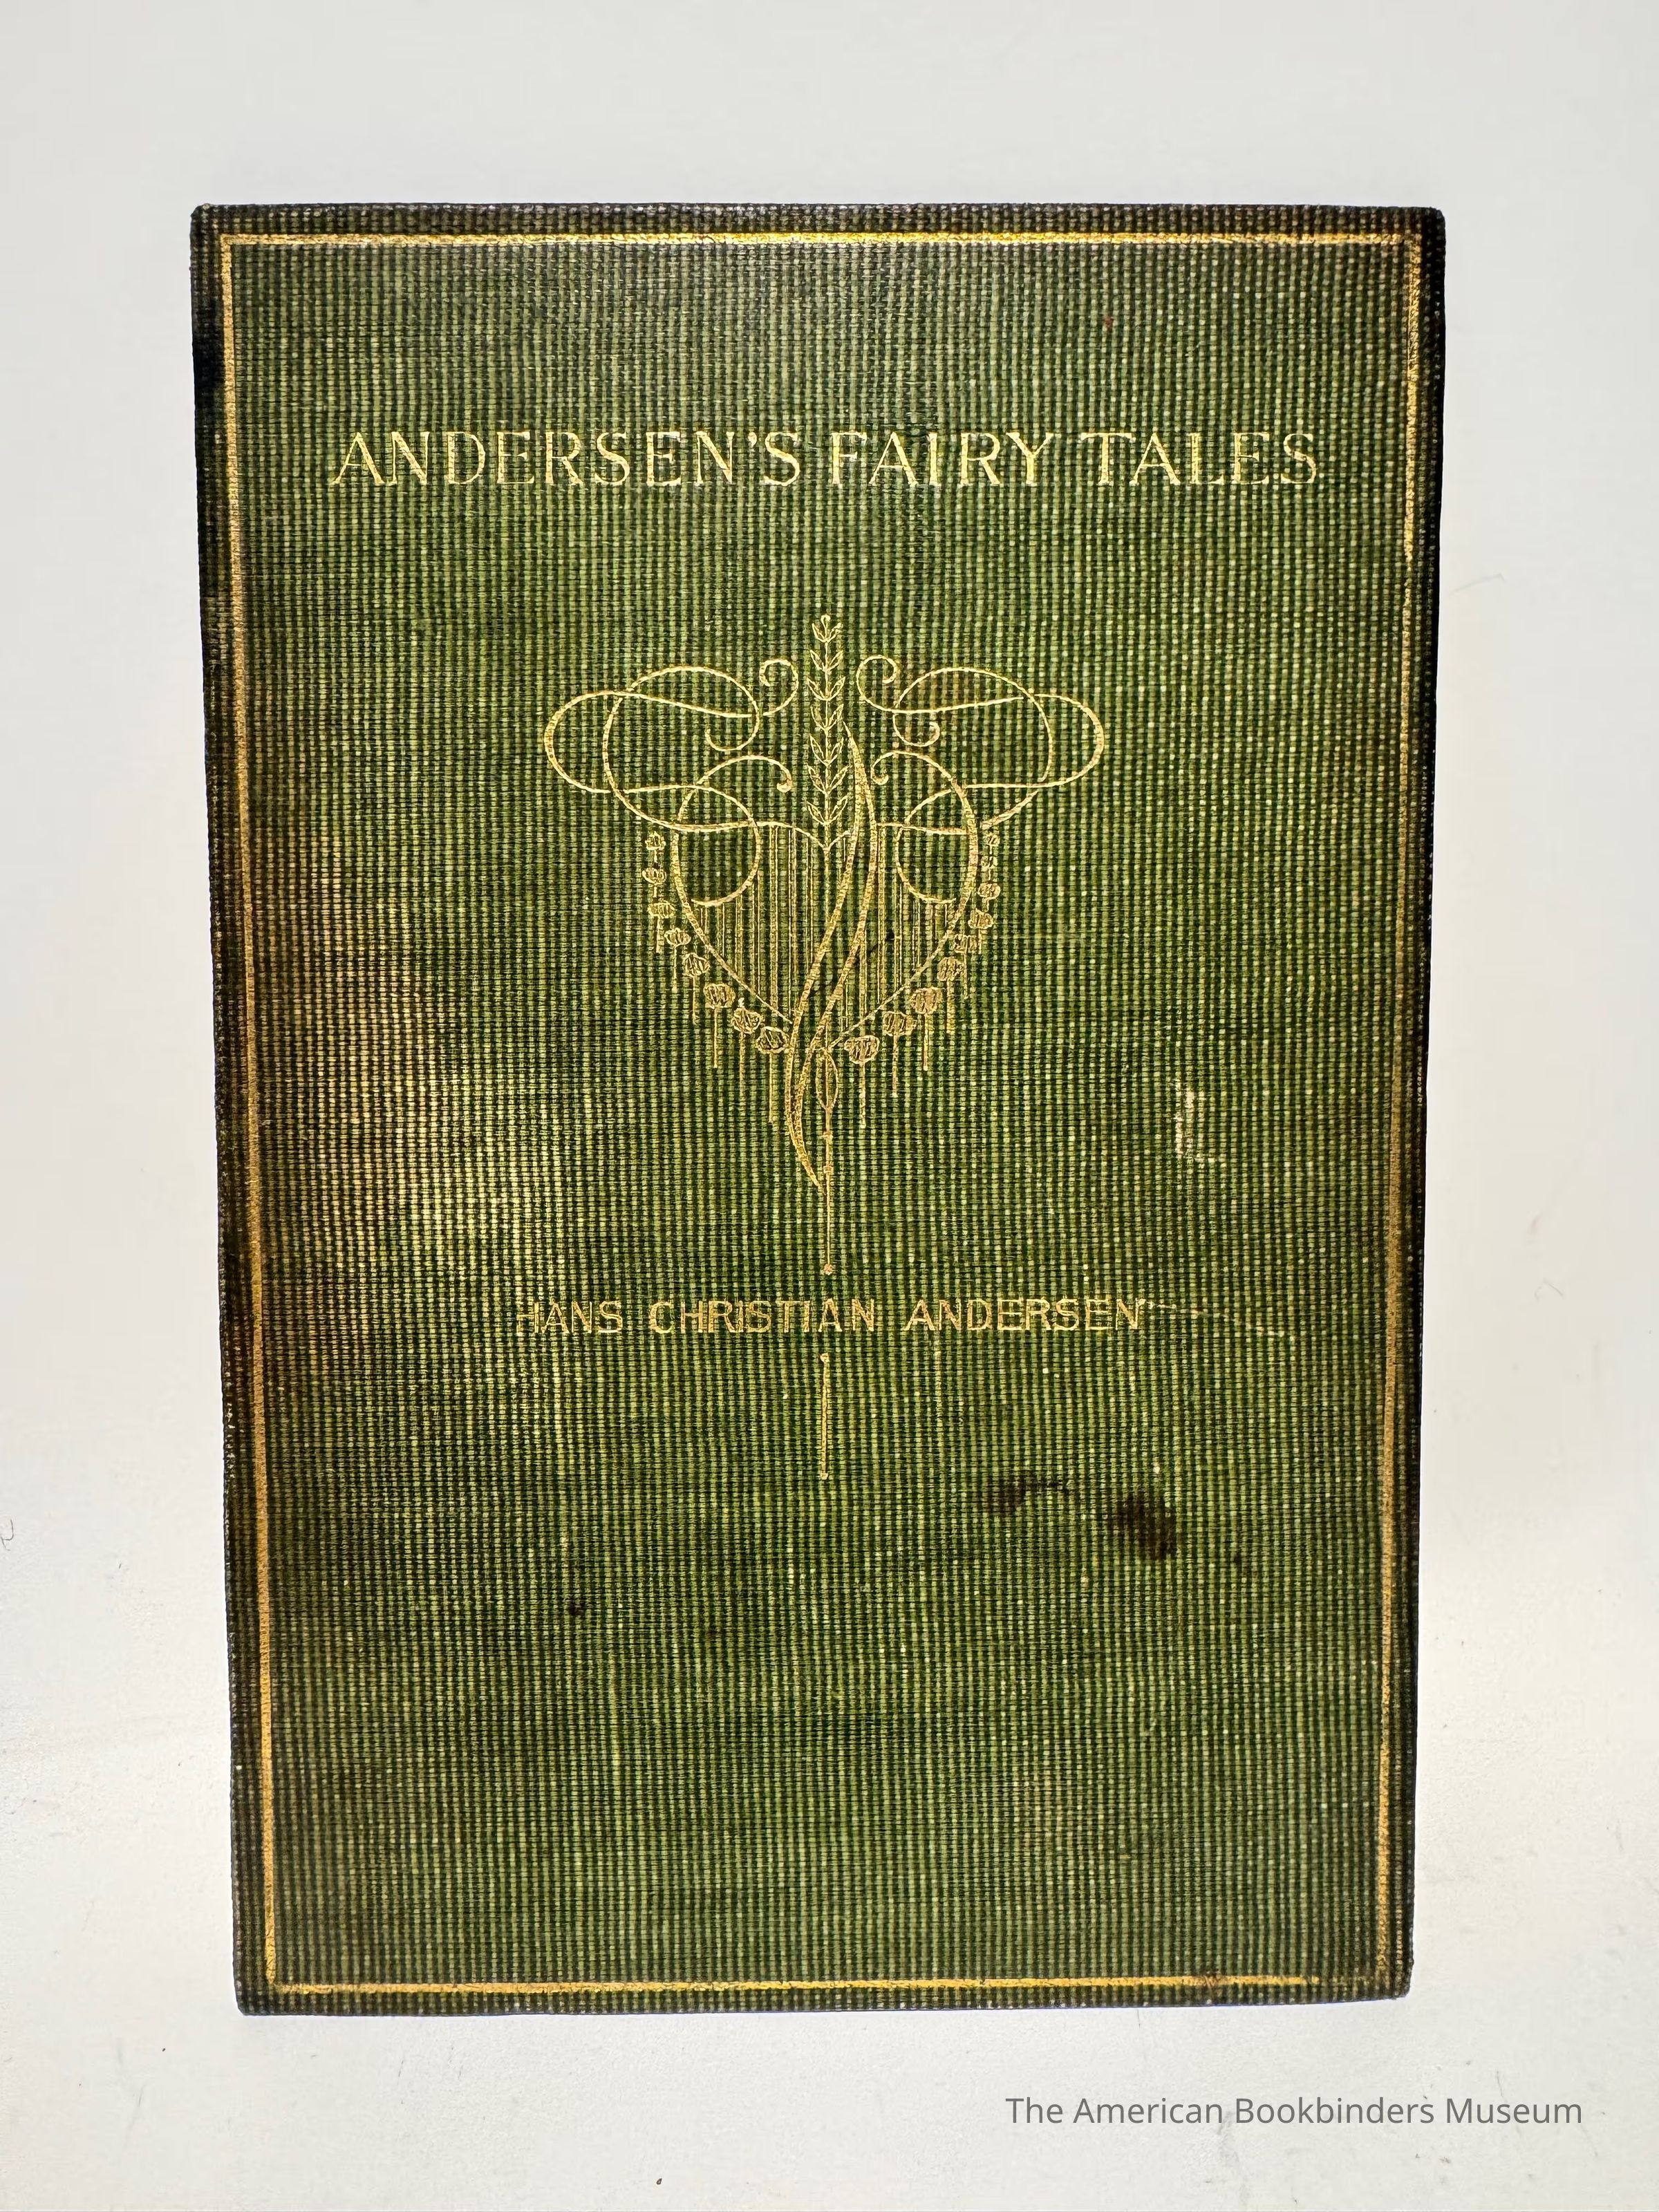 ANDERSEN'S FAIRY TALES
HANS CHRISTIAN ANDERSEN
The American Bookbinders Museum